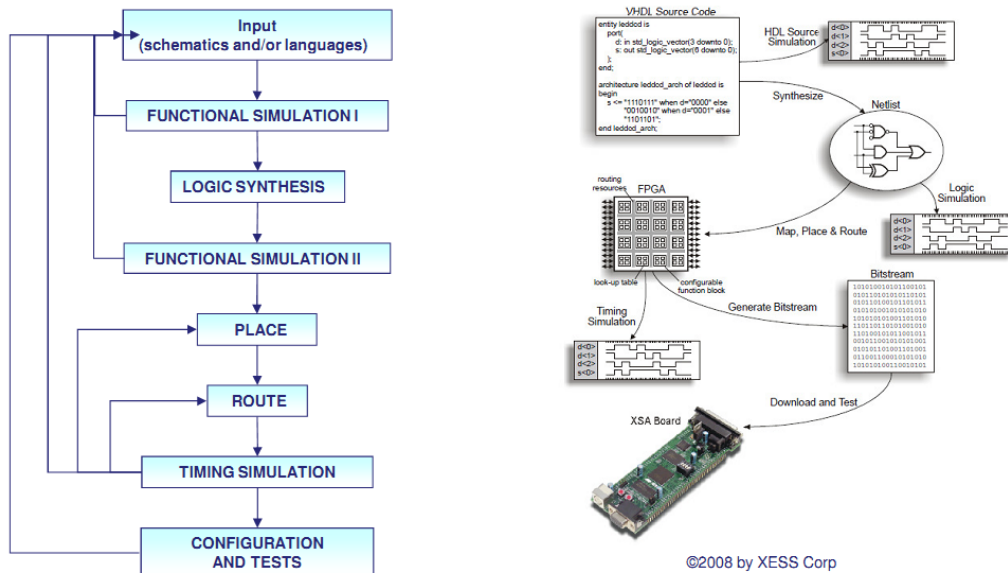 Input
(schematics and/or languages)
FUNCTIONAL SIMULATION I
LOGIC SYNTHESIS
FUNCTIONAL SIMULATION II
PLACE
ROUTE
TIMING SIMULATION
CONFIGURATION
AND TESTS
VHDL Source Code
entity leddcd is
port(
d: in std_logic_vector(3 downto 0);
s: out std_logic_vector(6 downto 0);
);
end;
architecture leddcd_arch of leddcd is
begin
s <= "1110111" when d="0000" else
"0010010" when d="0001" else
"1101101";
end leddcd_arch;
HDL Source
Simulation
d<0>
d<1>
d<2>
s<0>
Synthesize
Netlist
Logic
Simulation
d<0>
d<1>
d<2>
s<0>
routing
resources
FPGA
Map, Place & Route
look-up table
configurable
function block
Timing
Simulation
d<0>
d<1>
d<2>
s<0>
Generate Bitstream
Bitstream
Download and Test
XSA Board
©2008 by XESS Corp